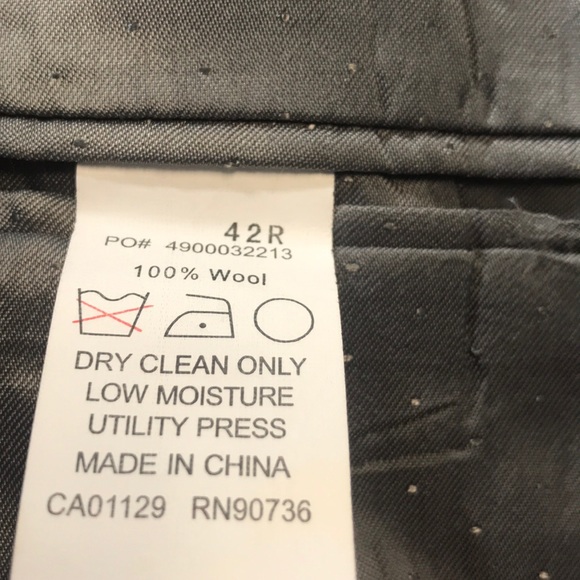 42R
PO# 4900032213
100% Wool
DRY CLEAN ONLY
LOW MOISTURE
UTILITY PRESS
MADE IN CHINA
CA01129 RN90736